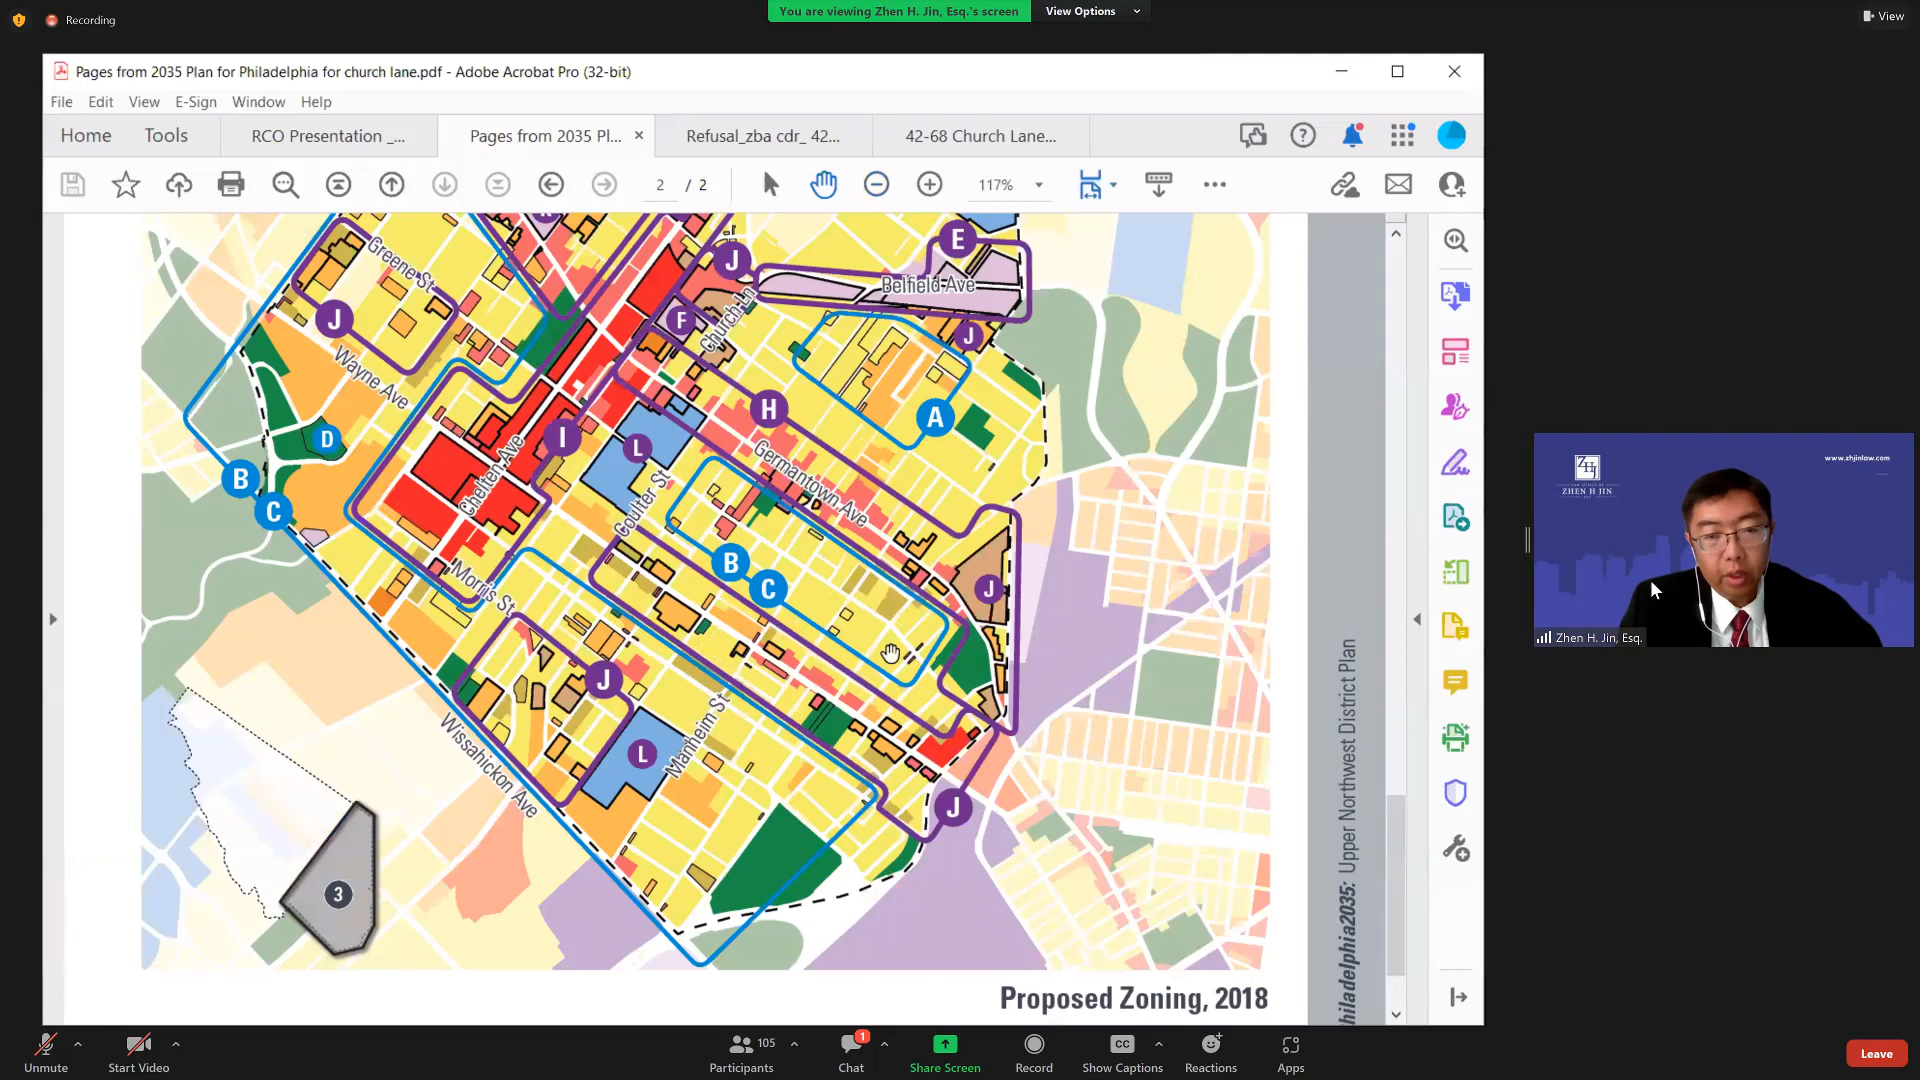 Recording
You are viewing Zhen H. Jin, Esq.'s screen
View Options
View
Pages from 2035 Plan for Philadelphia for church lane.pdf - Adobe Acrobat Pro (32-bit)
File Edit View E-Sign Window Help
Home Tools RCO Presentation _... Pages from 2035 Pl... × Refusal_zba cdr_ 42... 42-68 Church Lane...
2 / 2 117%
E
J
Belfield Ave
Greene St
J
F
Church Ln
J
Wayne Ave
H
A
D
I
L
B
C
Chelten Ave
Coulter St
Germantown Ave
B
C
J
Morris St
J
L
Manheim St
Wissahickon Ave
J
3
Proposed Zoning, 2018
hiladelphia2035: Upper Northwest District Plan
ZHJ
ZHEN H JIN
www.zhjinlaw.com
Zhen H. Jin, Esq.
Unmute
Start Video
105
Participants
1
Chat
Share Screen
Record
CC
Show Captions
Reactions
Apps
Leave